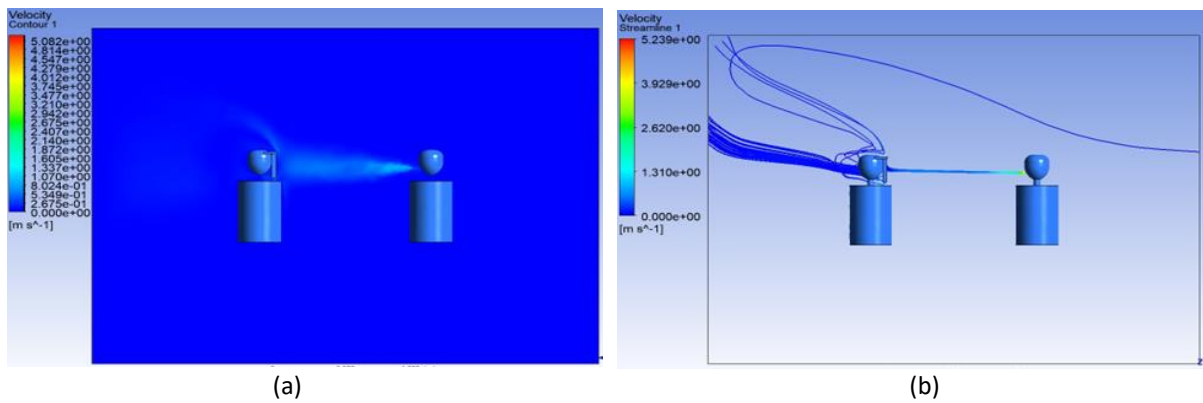 Velocity
Contour 1
5.082e+00
4.814e+00
4.547e+00
4.279e+00
4.012e+00
3.745e+00
3.477e+00
3.210e+00
2.942e+00
2.675e+00
2.407e+00
2.140e+00
1.872e+00
1.605e+00
1.337e+00
1.070e+00
8.024e-01
5.349e-01
2.675e-01
0.000e+00
[m s^-1]
(a)
Velocity
Streamline 1
5.239e+00
3.929e+00
2.620e+00
1.310e+00
0.000e+00
[m s^-1]
z
(b)